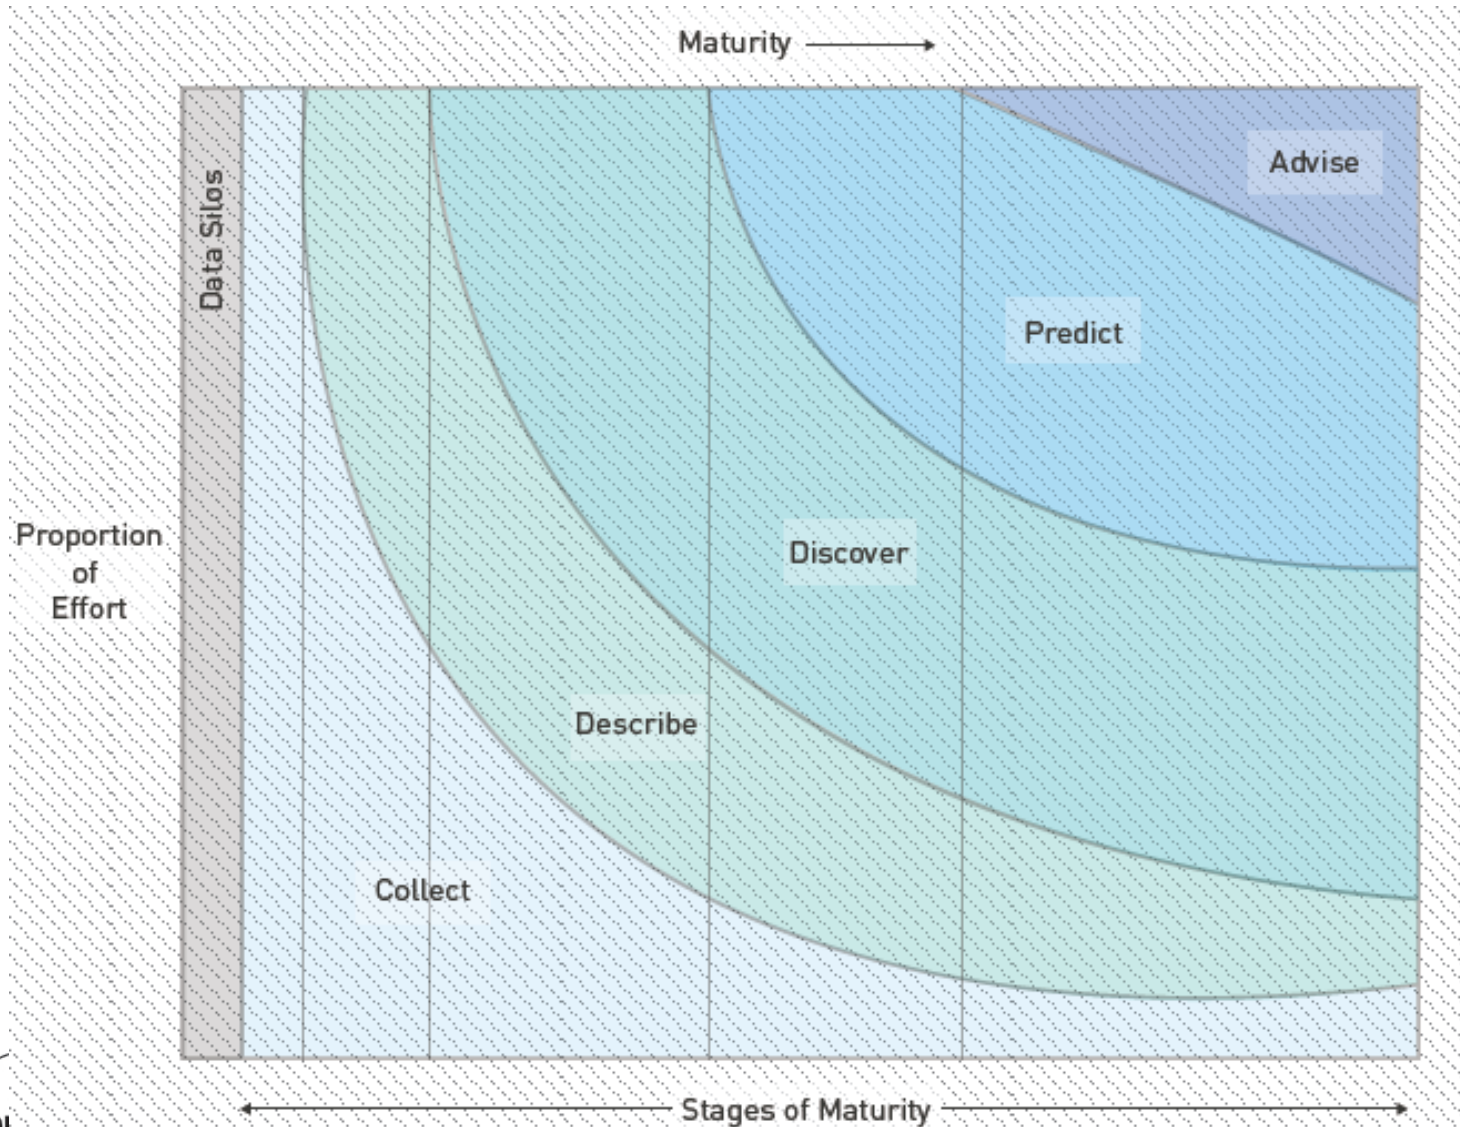 Maturity
Data Silos
Advise
Predict
Proportion
of
Effort
Discover
Describe
Collect
Stages of Maturity